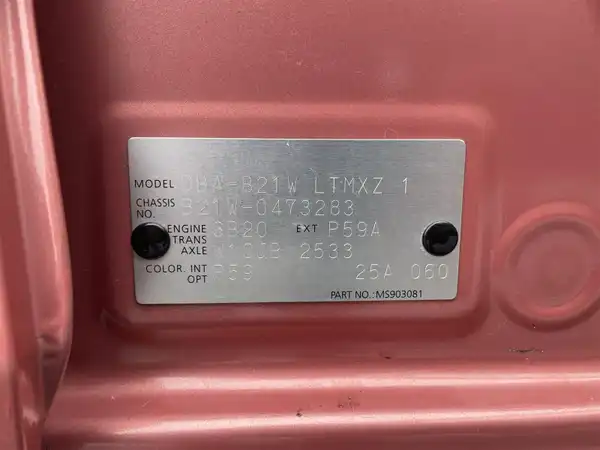 MODEL DBA-B21W LTMXZ 1
CHASSIS NO. B21W-0473283
ENGINE 3B20 EXT P59A
TRANS AXLE 2533
COLOR. INT OPT P59 25A 060
PART NO.:MS903081